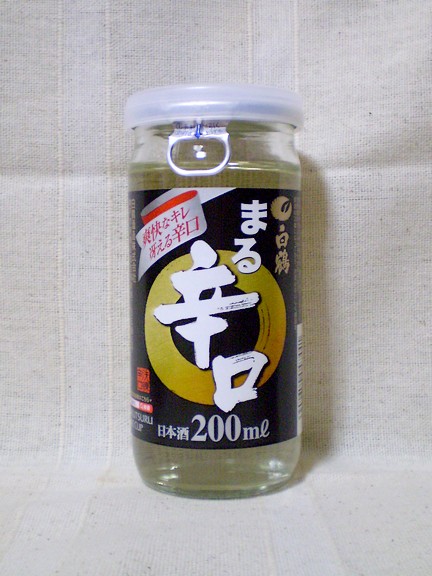 爽快なキレ
冴える辛口
白鶴
まる
辛口
日本酒200ml